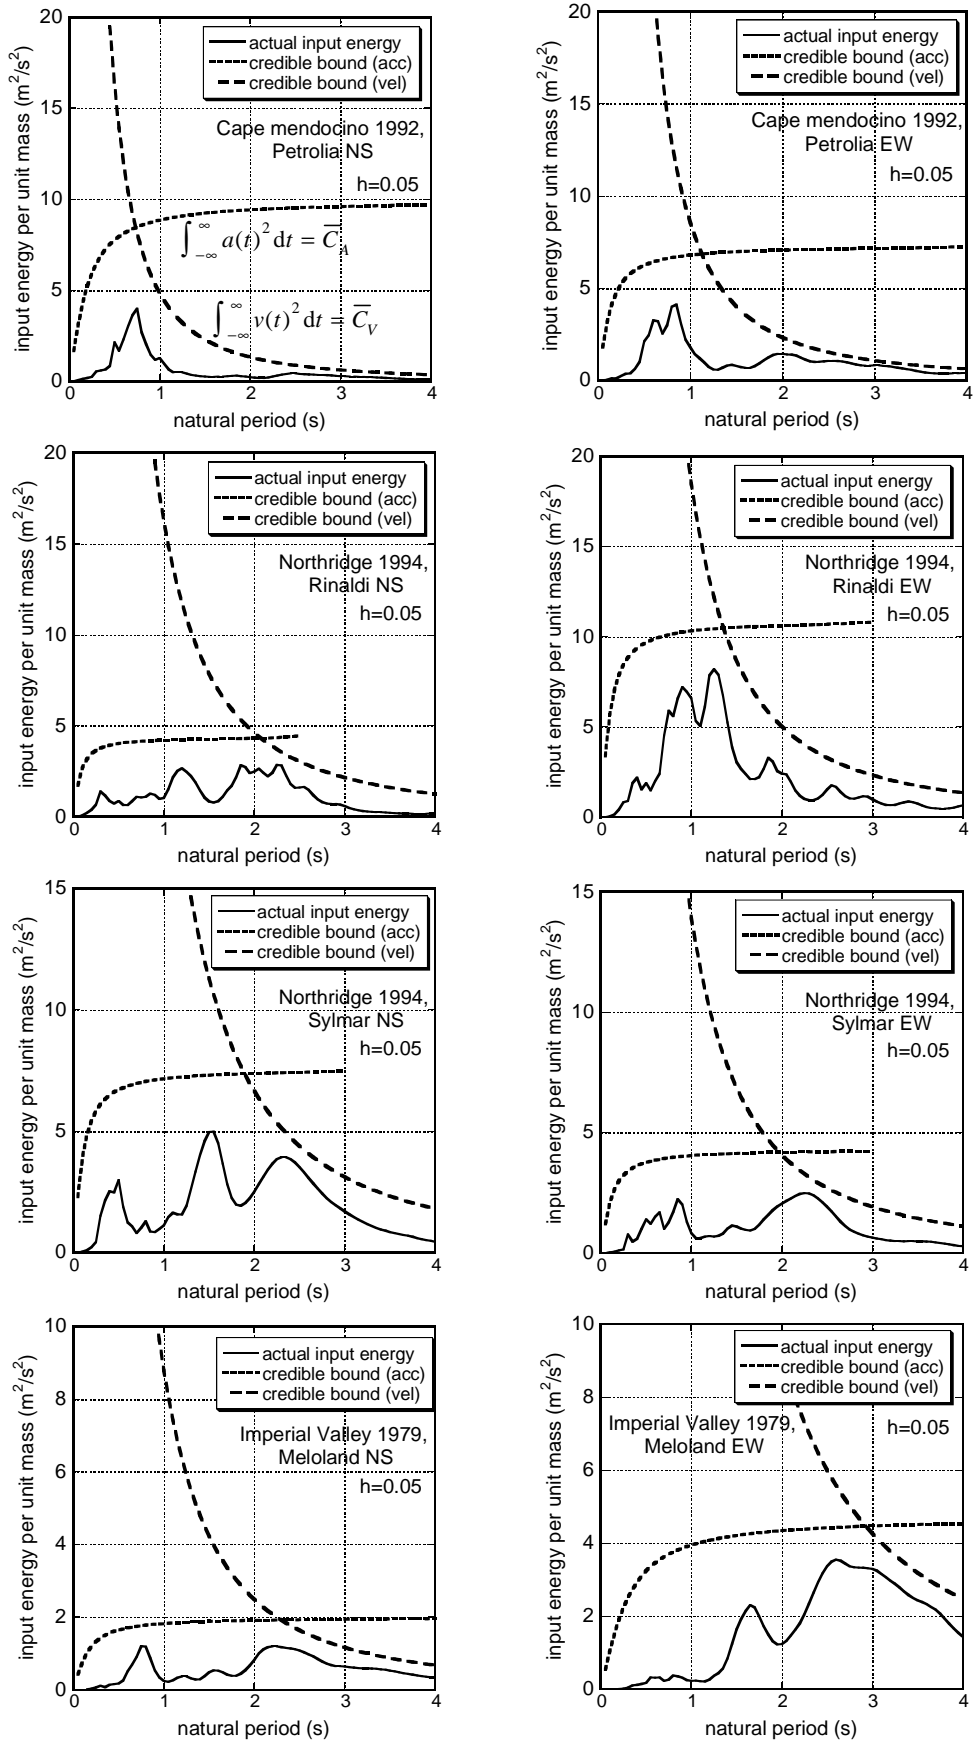 input energy per unit mass (m²/s²)
20
15
10
5
0
actual input energy
credible bound (acc)
credible bound (vel)
Cape mendocino 1992,
Petrolia NS
h=0.05
∫_{-∞}^{∞} a(t)² dt = C̅_A
∫_{-∞}^{∞} v(t)² dt = C̅_V
0 1 2 3 4
natural period (s)
input energy per unit mass (m²/s²)
20
15
10
5
0
actual input energy
credible bound (acc)
credible bound (vel)
Cape mendocino 1992,
Petrolia EW
h=0.05
0 1 2 3 4
natural period (s)
input energy per unit mass (m²/s²)
20
15
10
5
0
actual input energy
credible bound (acc)
credible bound (vel)
Northridge 1994,
Rinaldi NS
h=0.05
0 1 2 3 4
natural period (s)
input energy per unit mass (m²/s²)
20
15
10
5
0
actual input energy
credible bound (acc)
credible bound (vel)
Northridge 1994,
Rinaldi EW
h=0.05
0 1 2 3 4
natural period (s)
input energy per unit mass (m²/s²)
15
10
5
0
actual input energy
credible bound (acc)
credible bound (vel)
Northridge 1994,
Sylmar NS
h=0.05
0 1 2 3 4
natural period (s)
input energy per unit mass (m²/s²)
15
10
5
0
actual input energy
credible bound (acc)
credible bound (vel)
Northridge 1994,
Sylmar EW
h=0.05
0 1 2 3 4
natural period (s)
input energy per unit mass (m²/s²)
10
8
6
4
2
0
actual input energy
credible bound (acc)
credible bound (vel)
Imperial Valley 1979,
Meloland NS
h=0.05
0 1 2 3 4
natural period (s)
input energy per unit mass (m²/s²)
10
8
6
4
2
0
actual input energy
credible bound (acc)
credible bound (vel)
Imperial Valley 1979,
Meloland EW
h=0.05
0 1 2 3 4
natural period (s)